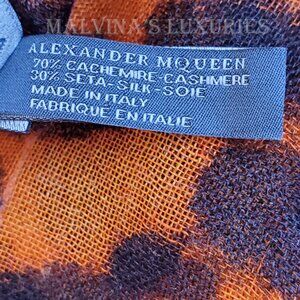 MALVINA'S LUXURIES
ALEXANDER MCQUEEN
70% CACHEMIRE-CASHMERE
30% SETA-SILK-SOIE
MADE IN ITALY
FABRIQUE EN ITALIE